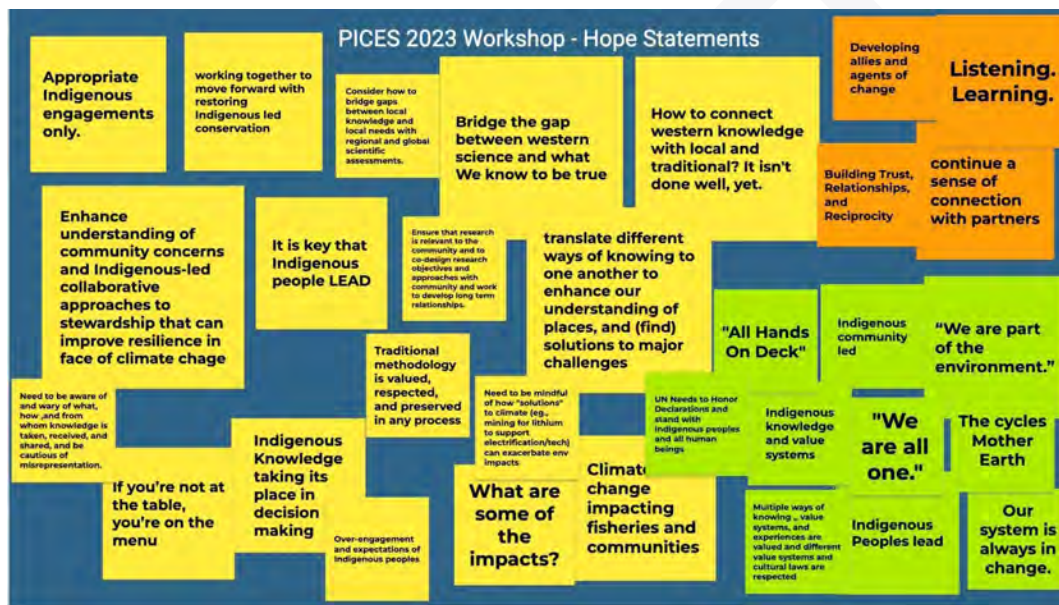 PICES 2023 Workshop - Hope Statements
Appropriate
Indigenous
engagements
only.
working together to
move forward with
restoring
Indigenous led
conservation
Consider how to
bridge gaps
between local
knowledge and
local needs with
regional and global
scientific
assessments.
Bridge the gap
between western
science and what
We know to be true
How to connect
western knowledge
with local and
traditional? It isn't
done well, yet.
Developing
allies and
agents of
change
Listening.
Learning.
Building Trust,
Relationships,
and
Reciprocity
continue a
sense of
connection
with partners
Enhance
understanding of
community concerns
and Indigenous-led
collaborative
approaches to
stewardship that can
improve resilience in
face of climate chage
It is key that
Indigenous
people LEAD
Ensure that research
is relevant to the
community and to
co-design research
objectives and
approaches with
community and work
to develop long term
relationships.
translate different
ways of knowing to
one another to
enhance our
understanding of
places, and (find)
solutions to major
challenges
"All Hands
On Deck"
Indigenous
community
led
“We are part
of the
environment.”
Traditional
methodology
is valued,
respected,
and preserved
in any process
Need to be aware of
and wary of what,
how ,and from
whom knowledge is
taken, received, and
shared, and be
cautious of
misrepresentation.
Need to be mindful
of how "solutions"
to climate (eg.,
mining for lithium
to support
electrification/tech)
can exacerbate env
impacts
UN Needs to Honor
Declarations and
stand with
Indigenous peoples
and all human
beings
Indigenous
knowledge
and value
systems
"We
are all
one."
The cycles
Mother
Earth
If you’re not at
the table,
you’re on the
menu
Indigenous
Knowledge
taking its
place in
decision
making
Over-engagement
and expectations of
Indigenous peoples
What are
some of
the
impacts?
Climate
change
impacting
fisheries and
communities
Multiple ways of
knowing ,, value
systems, and
experiences are
valued and different
value systems and
cultural laws are
respected
Indigenous
Peoples lead
Our
system is
always in
change.